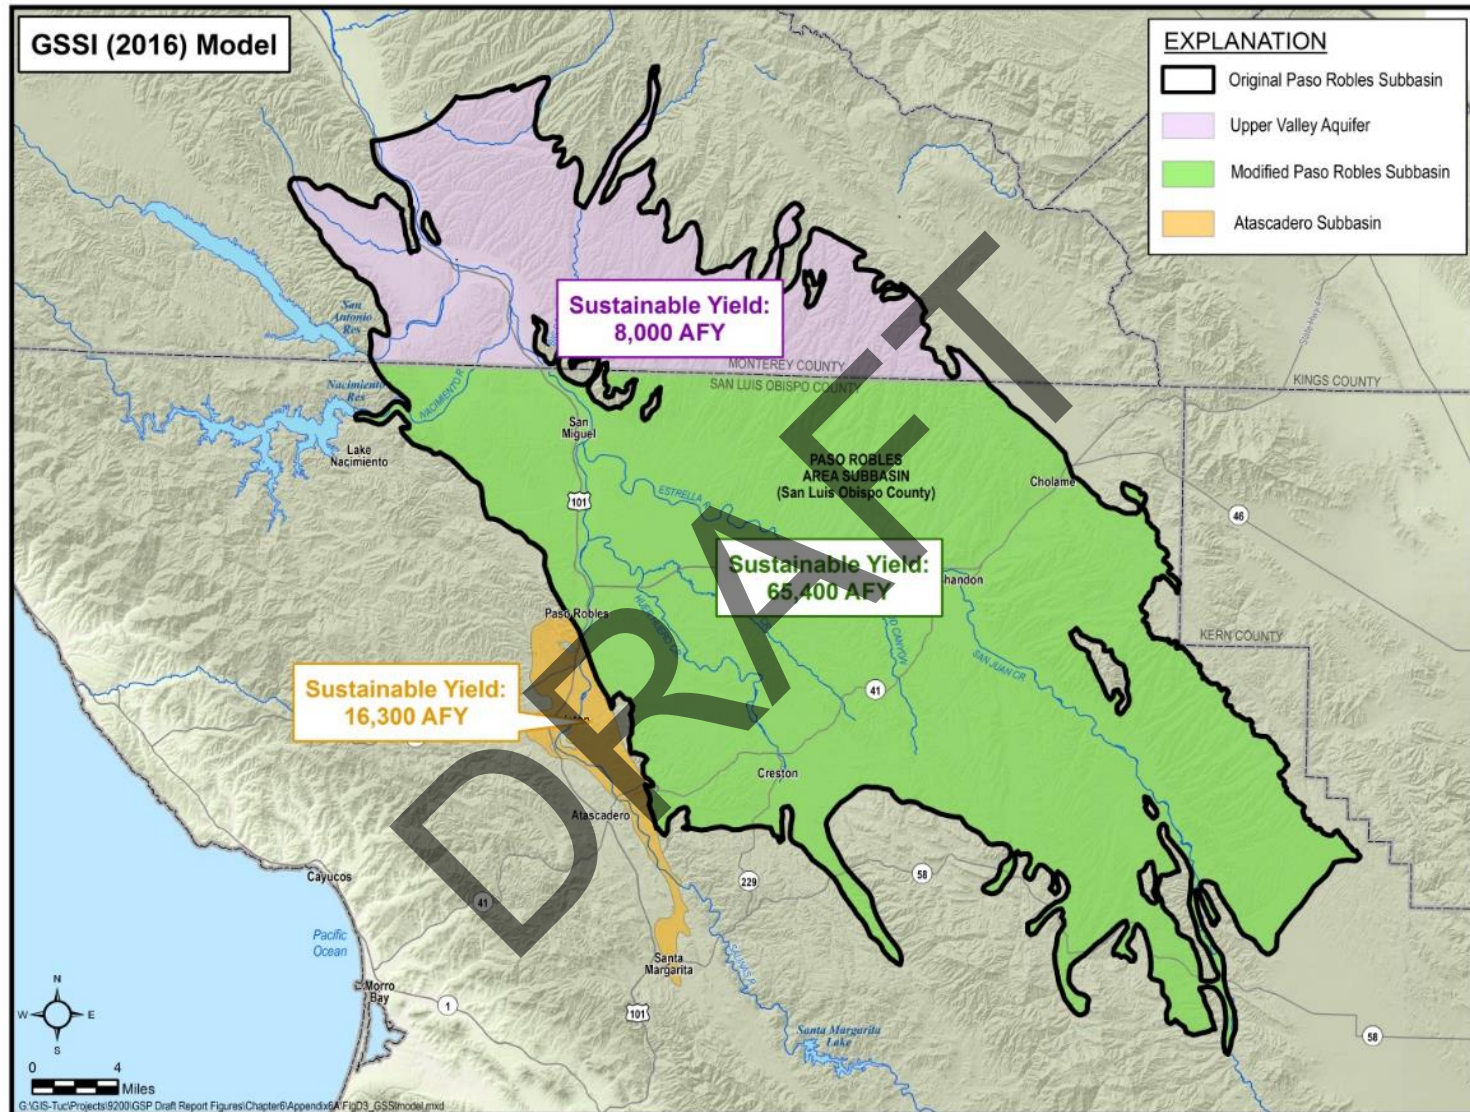 GSSI (2016) Model
EXPLANATION
Original Paso Robles Subbasin
Upper Valley Aquifer
Modified Paso Robles Subbasin
Atascadero Subbasin
Sustainable Yield:
8,000 AFY
San
Antonio
Res
MONTEREY COUNTY
SAN LUIS OBISPO COUNTY
KINGS COUNTY
Nacimiento
Res
NACIMIENTO R
Lake
Nacimiento
San
Miguel
101
PASO ROBLES
AREA SUBBASIN
(San Luis Obispo County)
Cholame
46
ESTRELLA R
Sustainable Yield:
65,400 AFY
handon
Paso Robles
KERN COUNTY
CANYON
SAN JUAN CR
41
Sustainable Yield:
16,300 AFY
Creston
Atascadero
229
58
Cayucos
41
Pacific
Ocean
Santa
Margarita
SALINAS R
Morro
Bay
1
101
Santa Margarita
Lake
58
N
W
E
S
0
4
Miles
DRAFT